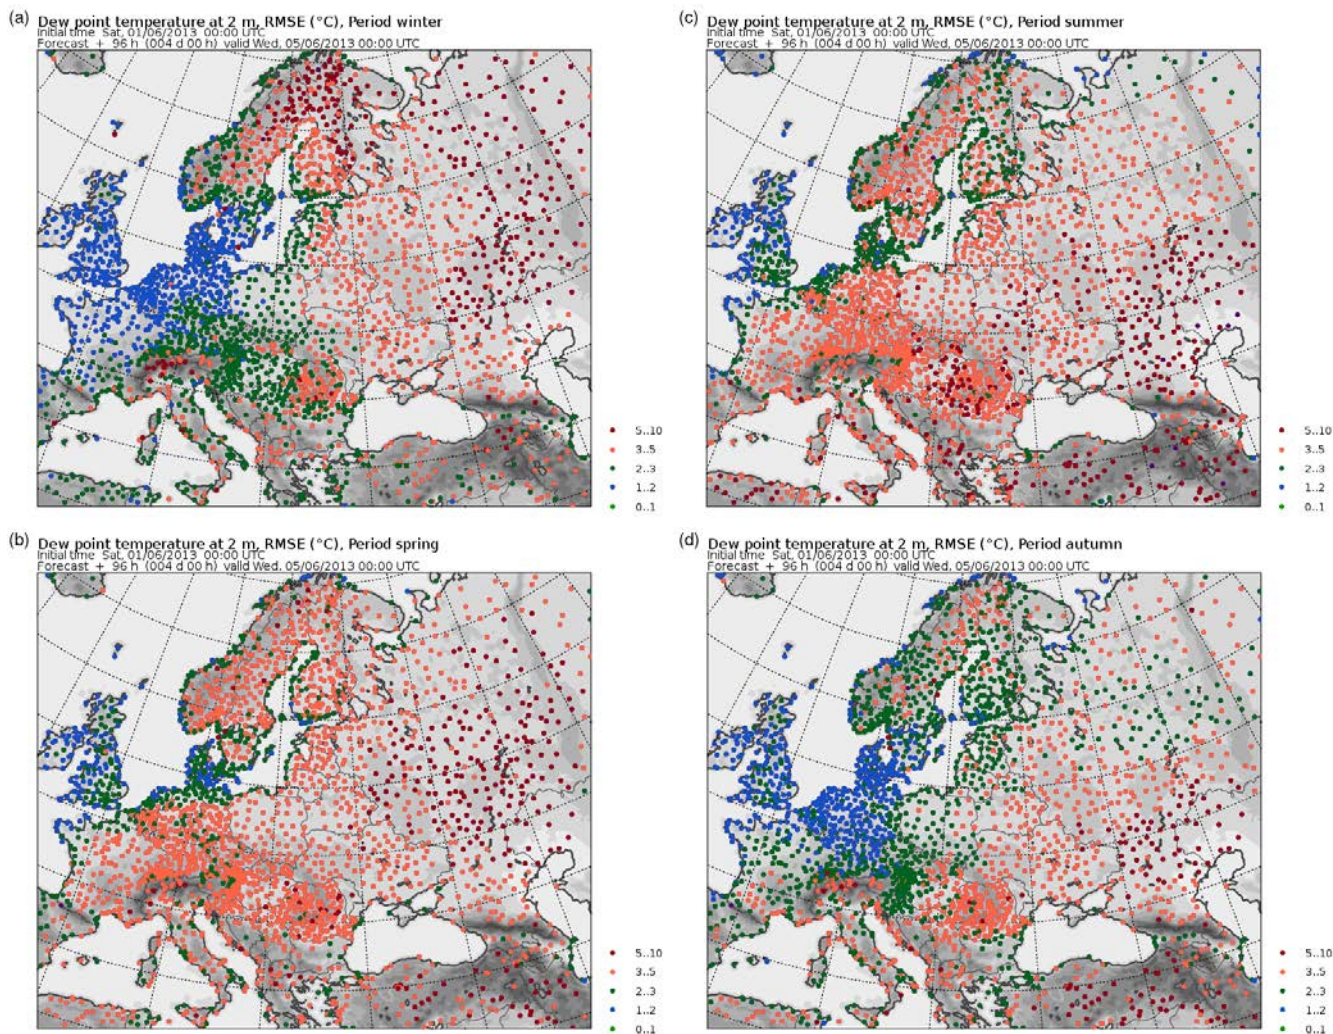 (a)
Dew point temperature at 2 m, RMSE (°C), Period winter
Initial time Sat, 01/06/2013 00:00 UTC
Forecast + 96 h (004 d 00 h) valid Wed, 05/06/2013 00:00 UTC
5..10
3..5
2..3
1..2
0..1
(c)
Dew point temperature at 2 m, RMSE (°C), Period summer
Initial time Sat, 01/06/2013 00:00 UTC
Forecast + 96 h (004 d 00 h) valid Wed, 05/06/2013 00:00 UTC
5..10
3..5
2..3
1..2
0..1
(b)
Dew point temperature at 2 m, RMSE (°C), Period spring
Initial time Sat, 01/06/2013 00:00 UTC
Forecast + 96 h (004 d 00 h) valid Wed, 05/06/2013 00:00 UTC
5..10
3..5
2..3
1..2
0..1
(d)
Dew point temperature at 2 m, RMSE (°C), Period autumn
Initial time Sat, 01/06/2013 00:00 UTC
Forecast + 96 h (004 d 00 h) valid Wed, 05/06/2013 00:00 UTC
5..10
3..5
2..3
1..2
0..1